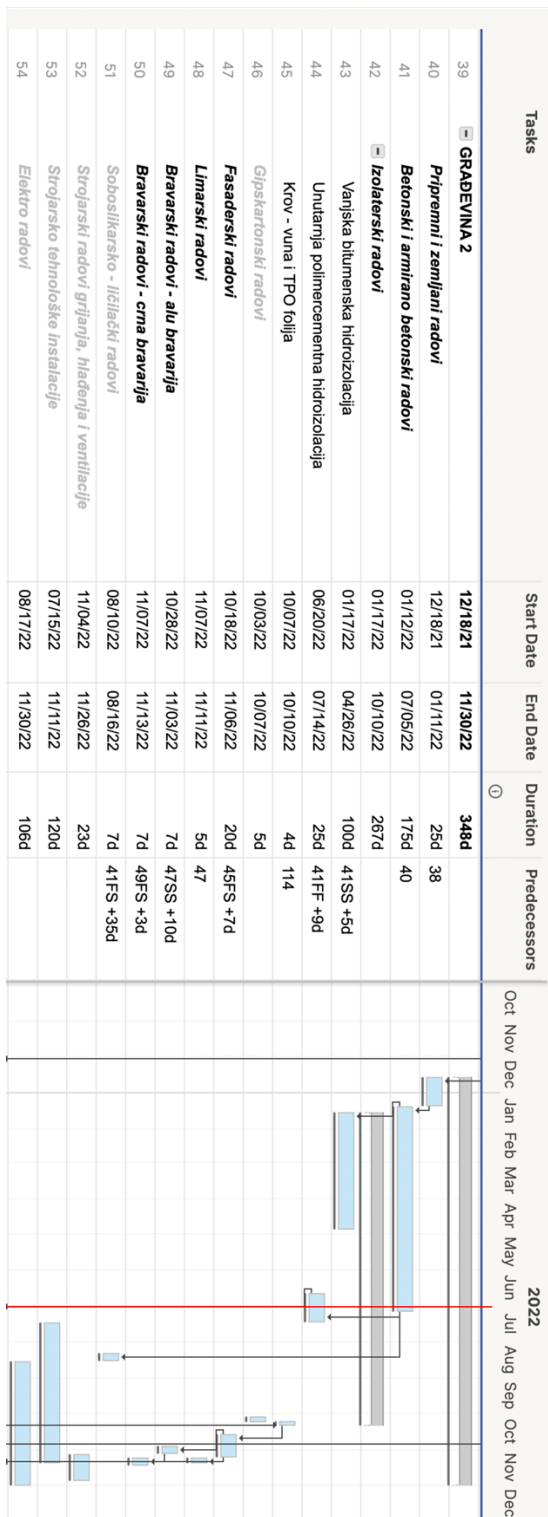 Tasks Start Date End Date Duration Predecessors 2022
Oct Nov Dec Jan Feb Mar Apr May Jun Jul Aug Sep Oct Nov Dec
39 GRAĐEVINA 2 12/18/21 11/30/22 348d
40 Pripremni i zemljani radovi 12/18/21 01/11/22 25d 38
41 Betonski i armirano betonski radovi 01/12/22 07/05/22 175d 40
42 Izolaterski radovi 01/17/22 10/10/22 267d
43 Vanjska bitumenska hidroizolacija 01/17/22 04/26/22 100d 41SS +5d
44 Unutarnja polimercementna hidroizolacija 06/20/22 07/14/22 25d 41FF +9d
45 Krov - vuna i TPO folija 10/07/22 10/10/22 4d 114
46 Gipskartonski radovi 10/03/22 10/07/22 5d
47 Fasaderski radovi 10/18/22 11/06/22 20d 45FS +7d
48 Limarski radovi 11/07/22 11/11/22 5d 47
49 Bravarski radovi - alu bravarija 10/28/22 11/03/22 7d 47SS +10d
50 Bravarski radovi - crna bravarija 11/07/22 11/13/22 7d 49FS +3d
51 Soboslikarsko - ličilački radovi 08/10/22 08/16/22 7d 41FS +35d
52 Strojarski radovi grijanja, hlađenja i ventilacije 11/04/22 11/26/22 23d
53 Strojarsko tehnološke instalacije 07/15/22 11/11/22 120d
54 Elektro radovi 08/17/22 11/30/22 106d